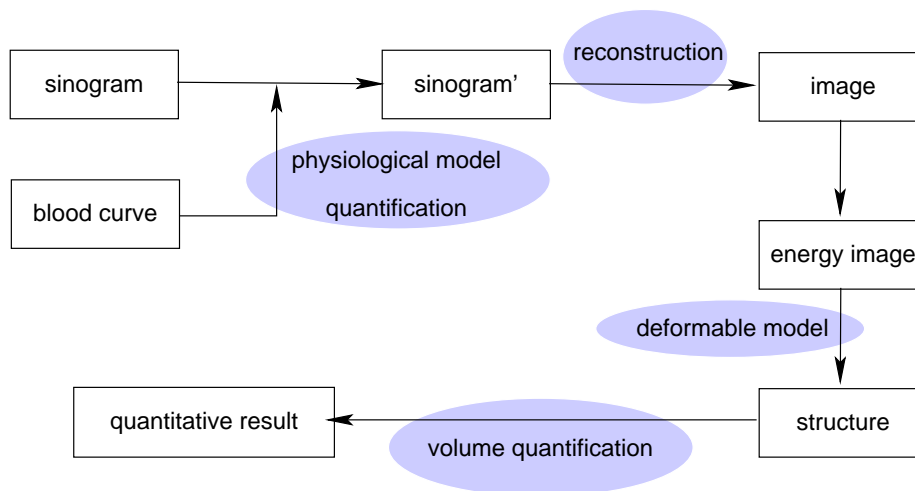 reconstruction
sinogram
sinogram’
image
physiological model
quantification
blood curve
energy image
deformable model
quantitative result
structure
volume quantification